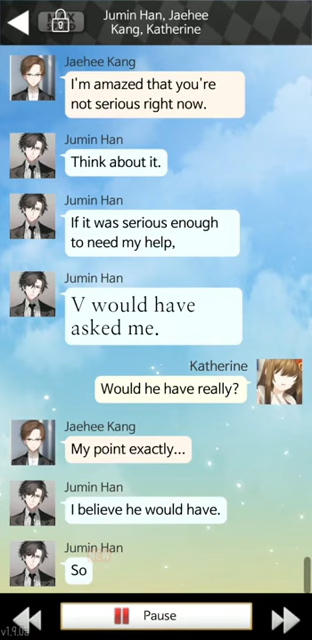 Jumin Han, Jaehee
Kang, Katherine
Jaehee Kang
I'm amazed that you're
not serious right now.
Jumin Han
Think about it.
Jumin Han
If it was serious enough
to need my help,
Jumin Han
V would have
asked me.
Katherine
Would he have really?
Jaehee Kang
My point exactly...
Jumin Han
I believe he would have.
Jumin Han
So
Pause